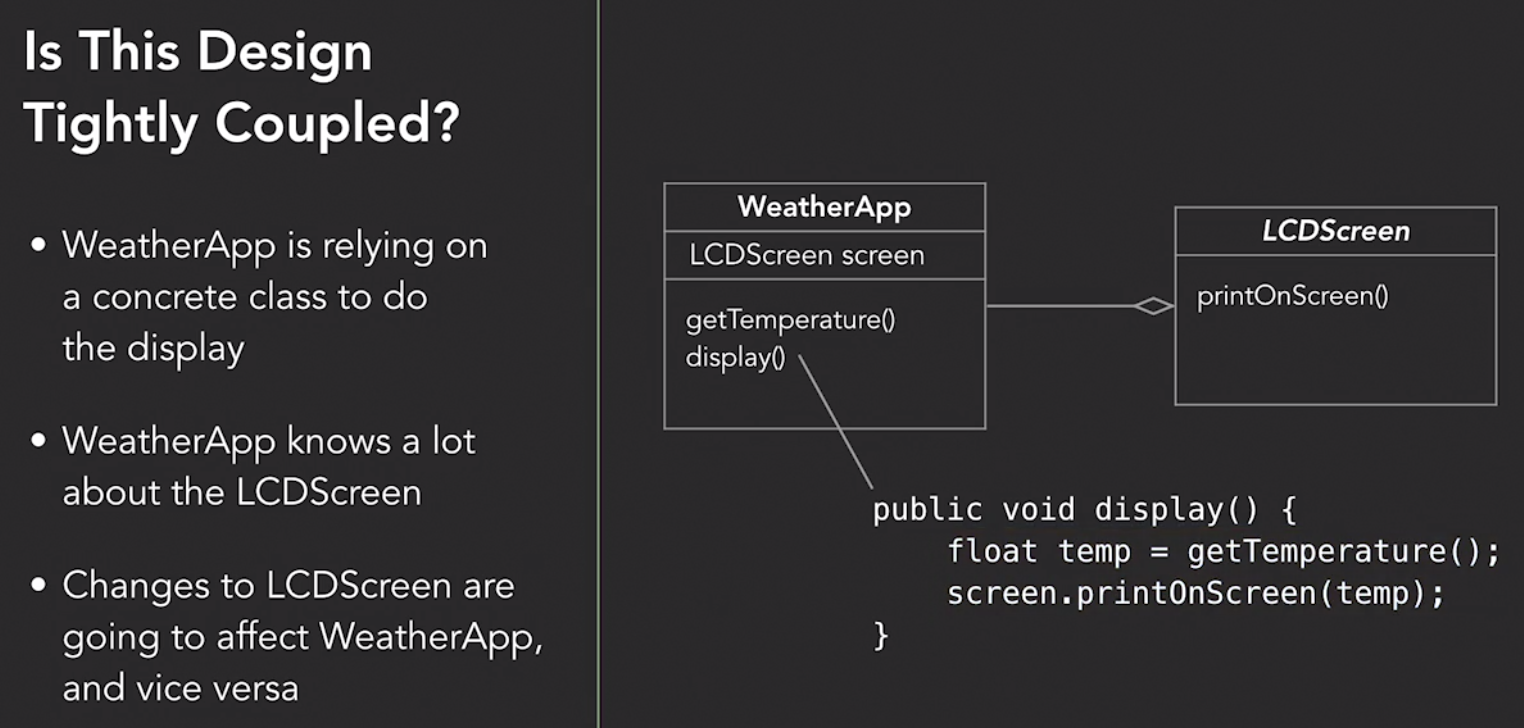 Is This Design
Tightly Coupled?
• WeatherApp is relying on
a concrete class to do
the display
• WeatherApp knows a lot
about the LCDScreen
• Changes to LCDScreen are
going to affect WeatherApp,
and vice versa
WeatherApp
LCDScreen screen
getTemperature()
display()
LCDScreen
printOnScreen()
public void display() {
    float temp = getTemperature();
    screen.printOnScreen(temp);
}